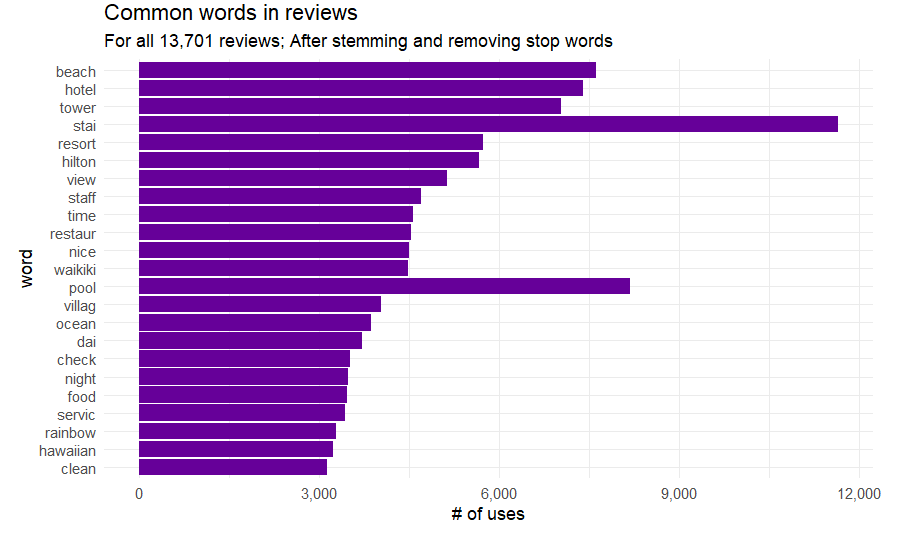 Common words in reviews
For all 13,701 reviews; After stemming and removing stop words
beach
hotel
tower
stai
resort
hilton
view
staff
time
restaur
nice
waikiki
pool
villag
ocean
dai
check
night
food
servic
rainbow
hawaiian
clean
word
0 3,000 6,000 9,000 12,000
# of uses